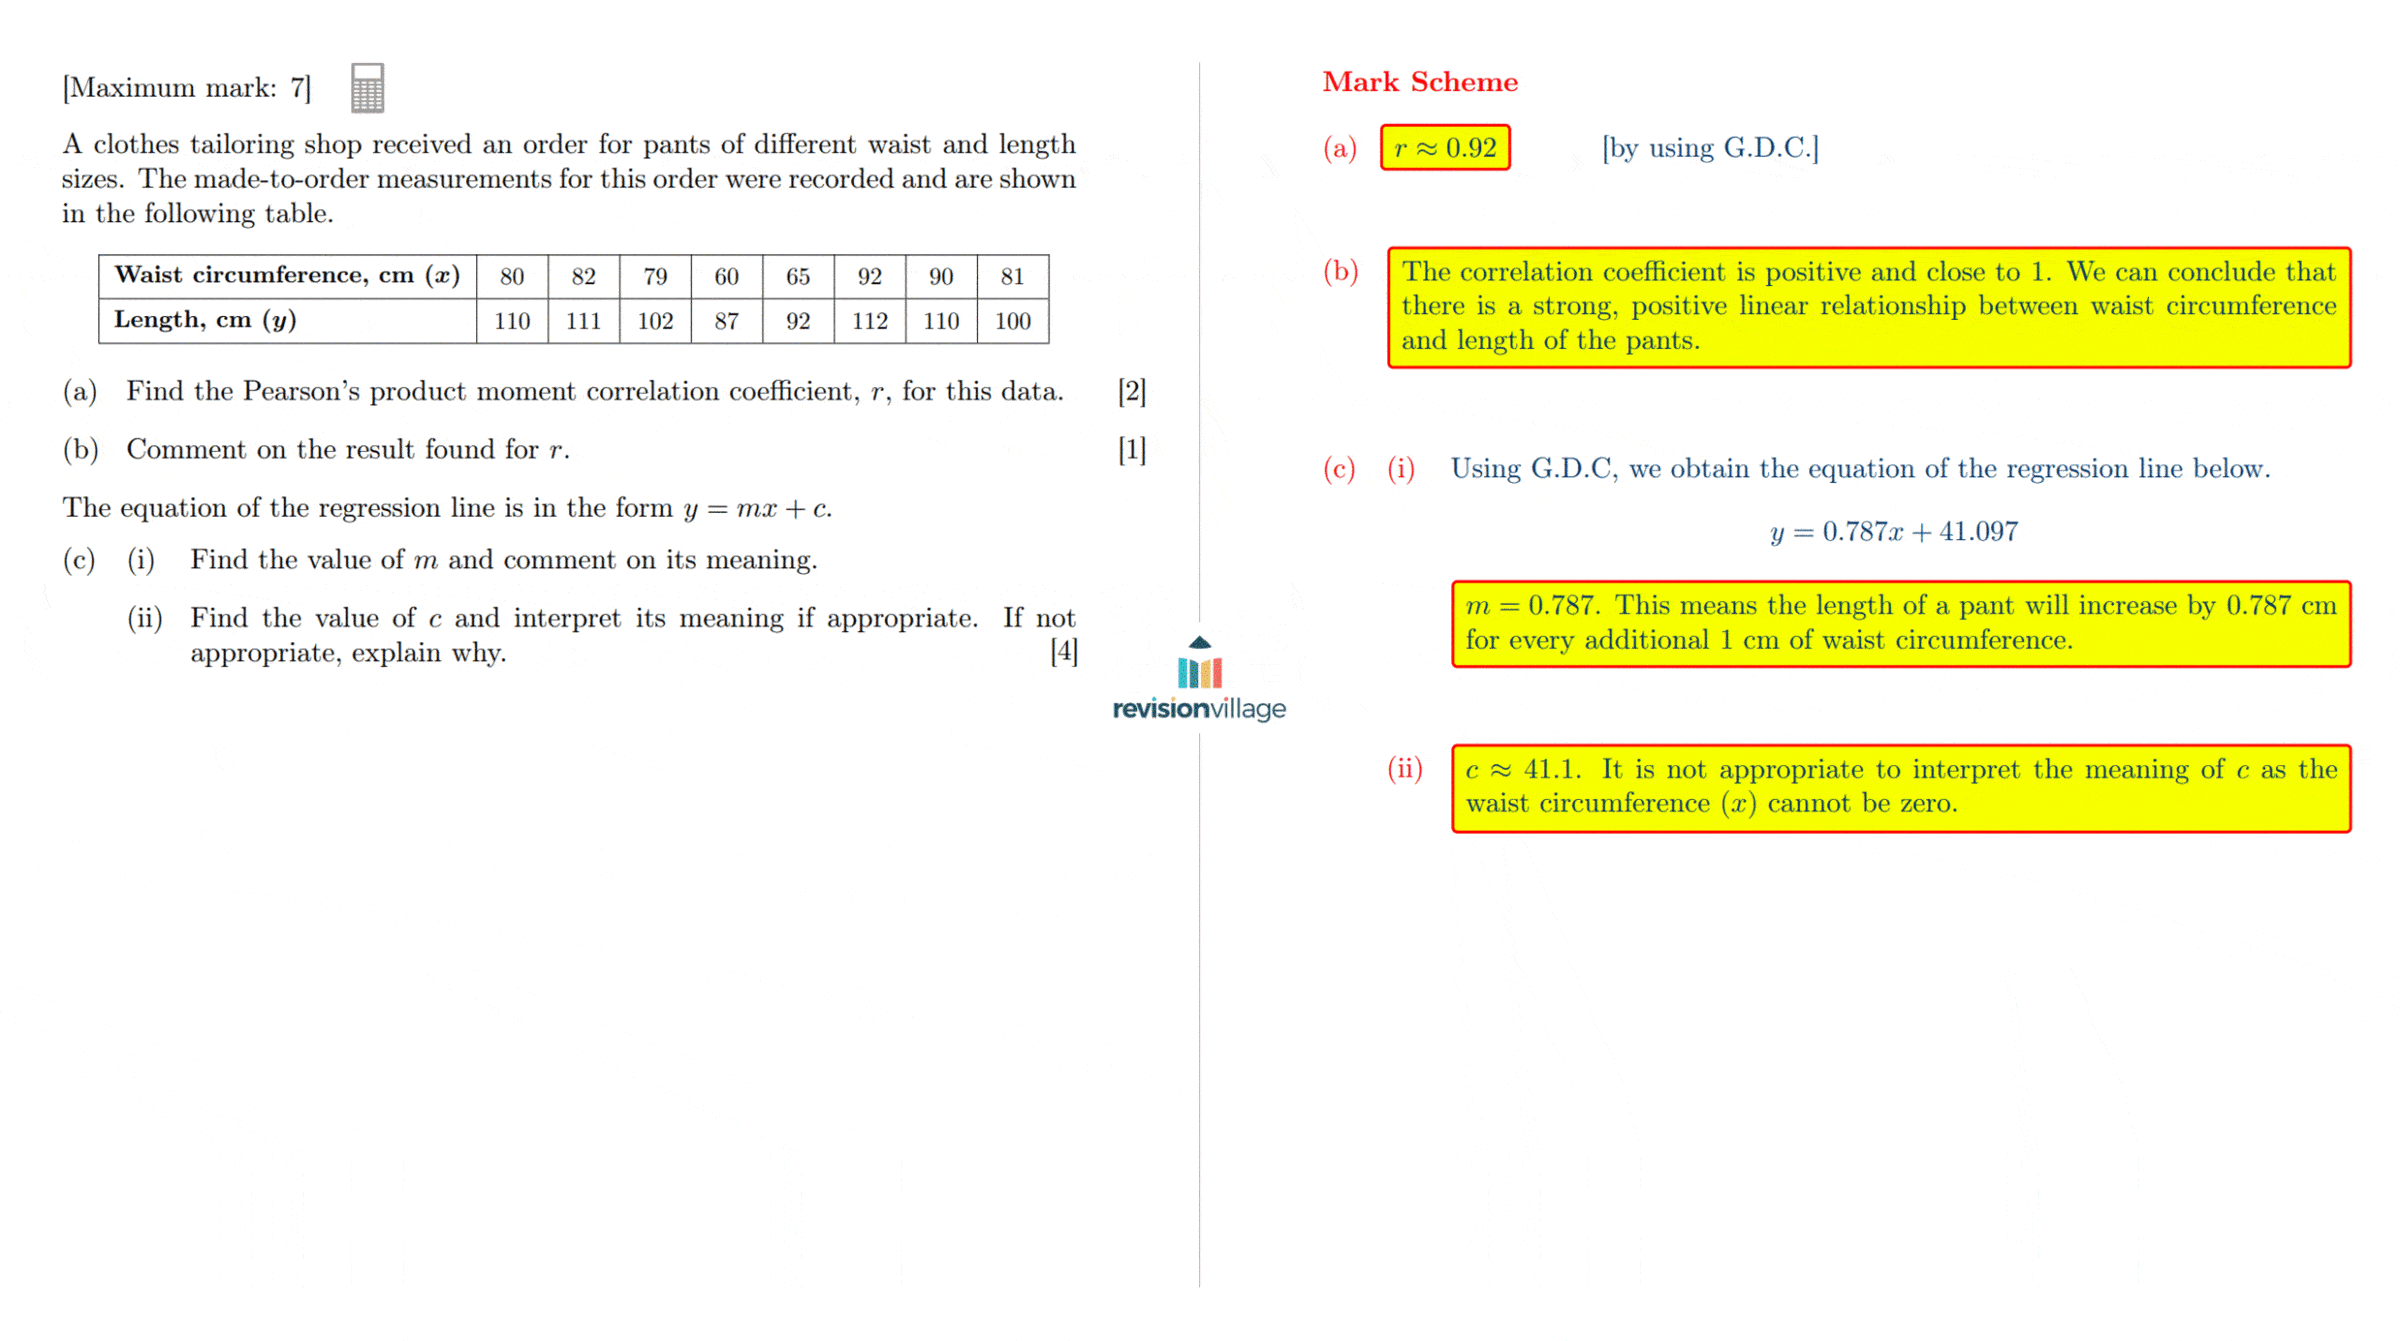 [Maximum mark: 7]
A clothes tailoring shop received an order for pants of different waist and length
sizes. The made-to-order measurements for this order were recorded and are shown
in the following table.
Waist circumference, cm (x) 80 82 79 60 65 92 90 81
Length, cm (y) 110 111 102 87 92 112 110 100
(a) Find the Pearson's product moment correlation coefficient, r, for this data. [2]
(b) Comment on the result found for r. [1]
The equation of the regression line is in the form y = mx + c.
(c) (i) Find the value of m and comment on its meaning.
(ii) Find the value of c and interpret its meaning if appropriate. If not
appropriate, explain why. [4]
revisionvillage
Mark Scheme
(a) r ≈ 0.92 [by using G.D.C.]
(b) The correlation coefficient is positive and close to 1. We can conclude that
there is a strong, positive linear relationship between waist circumference
and length of the pants.
(c) (i) Using G.D.C, we obtain the equation of the regression line below.
y = 0.787x + 41.097
m = 0.787. This means the length of a pant will increase by 0.787 cm
for every additional 1 cm of waist circumference.
(ii) c ≈ 41.1. It is not appropriate to interpret the meaning of c as the
waist circumference (x) cannot be zero.